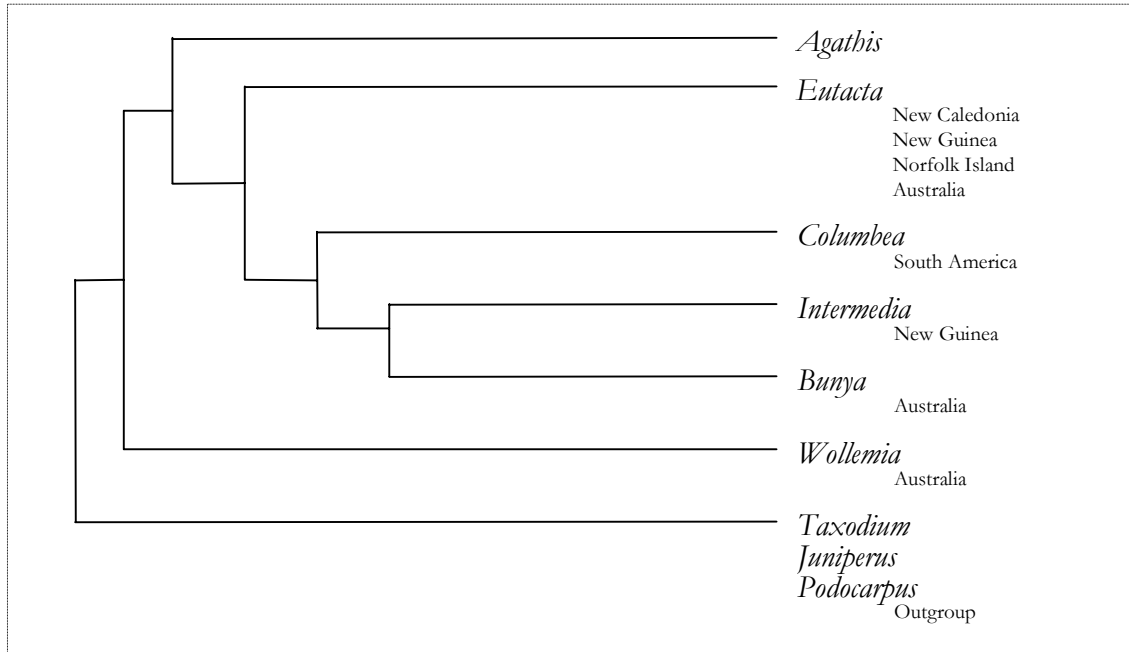 Agathis
Eutacta
New Caledonia
New Guinea
Norfolk Island
Australia
Columbea
South America
Intermedia
New Guinea
Bunya
Australia
Wollemia
Australia
Taxodium
Juniperus
Podocarpus
Outgroup